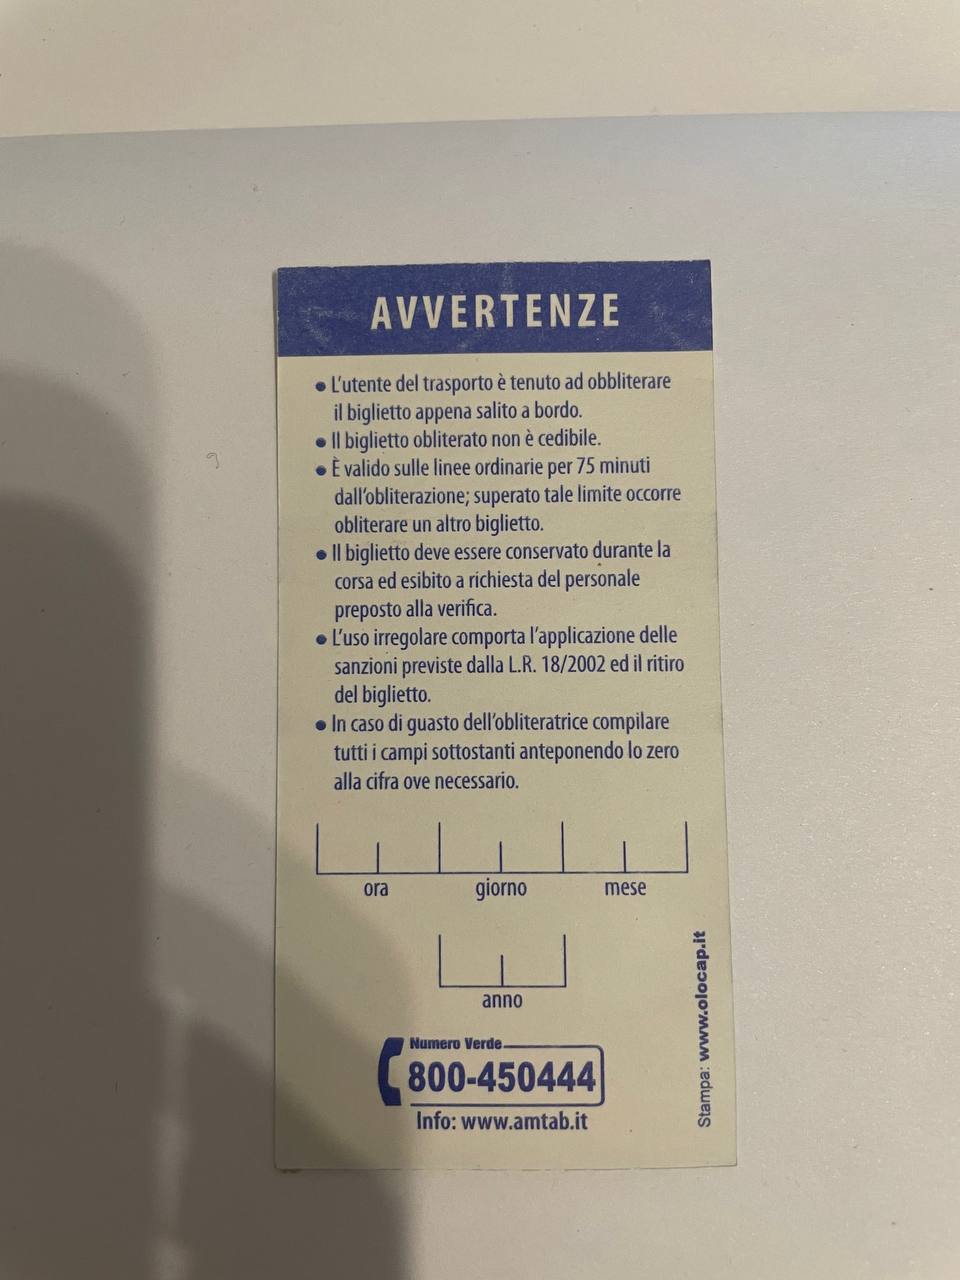 AVVERTENZE
● L'utente del trasporto è tenuto ad obbliterare
il biglietto appena salito a bordo.
● Il biglietto obliterato non è cedibile.
● È valido sulle linee ordinarie per 75 minuti
dall'obliterazione; superato tale limite occorre
obliterare un altro biglietto.
● Il biglietto deve essere conservato durante la
corsa ed esibito a richiesta del personale
preposto alla verifica.
● L'uso irregolare comporta l'applicazione delle
sanzioni previste dalla L.R. 18/2002 ed il ritiro
del biglietto.
● In caso di guasto dell'obliteratrice compilare
tutti i campi sottostanti anteponendo lo zero
alla cifra ove necessario.
ora giorno mese
anno
Numero Verde
800-450444
Info: www.amtab.it
Stampa: www.olocap.it